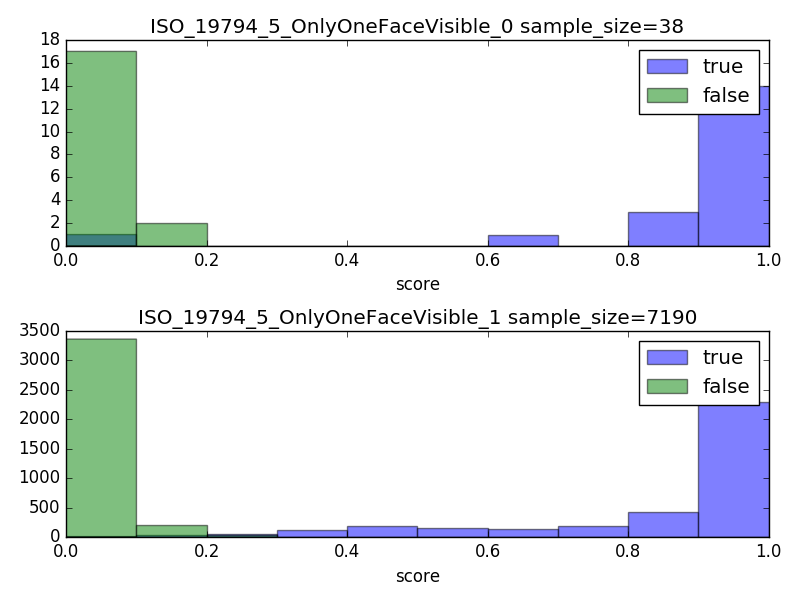 ISO_19794_5_OnlyOneFaceVisible_0 sample_size=38
18
16
14
12
10
8
6
4
2
0
true
false
0.0 0.2 0.4 0.6 0.8 1.0
score
ISO_19794_5_OnlyOneFaceVisible_1 sample_size=7190
3500
3000
2500
2000
1500
1000
500
0
true
false
0.0 0.2 0.4 0.6 0.8 1.0
score